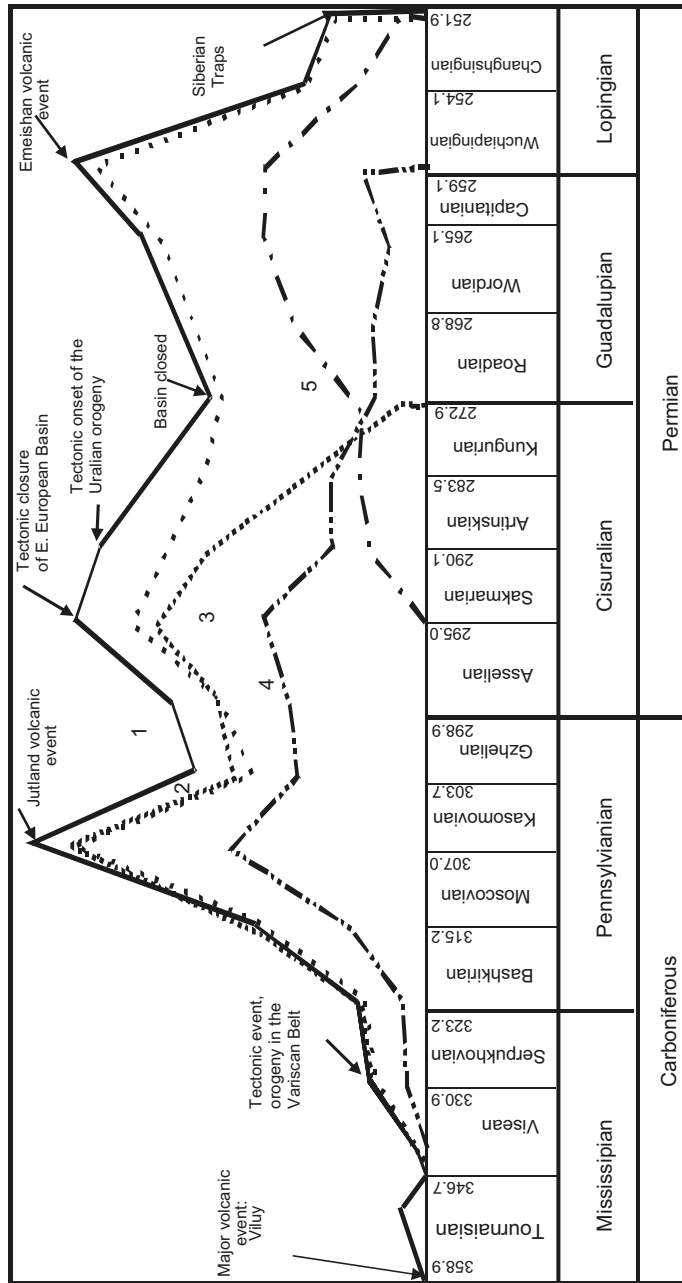 Major volcanic
event:
Viluy
Tectonic event,
orogeny in the
Variscan Belt
Jutland volcanic
event
Tectonic closure
of E. European Basin
Tectonic onset of the
Uralian orogeny
Basin closed
Emeishan volcanic
event
Siberian
Traps
1
2
3
4
5
358.9
346.7
330.9
323.2
315.2
307.0
303.7
298.9
295.0
290.1
283.5
272.9
268.8
265.1
259.1
254.1
251.9
Tournaisian
Visean
Serpukhovian
Bashkirian
Moscovian
Kasomovian
Gzhelian
Asselian
Sakmarian
Artinskian
Kungurian
Roadian
Wordian
Capitanian
Wuchiapingian
Changhsingian
Mississipian
Pennsylvianian
Cisuralian
Guadalupian
Lopingian
Carboniferous
Permian